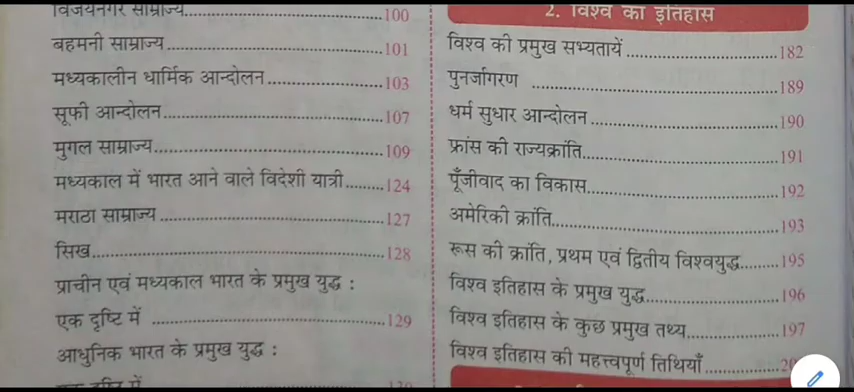 विजयनगर साम्राज्य..............................100
बहमनी साम्राज्य..............................101
मध्यकालीन धार्मिक आन्दोलन....................103
सूफी आन्दोलन..............................107
मुगल साम्राज्य..............................109
मध्यकाल में भारत आने वाले विदेशी यात्री........124
मराठा साम्राज्य..............................127
सिख........................................128
प्राचीन एवं मध्यकाल भारत के प्रमुख युद्ध :
एक दृष्टि में ..............................129
आधुनिक भारत के प्रमुख युद्ध :
एक दृष्टि में
2. विश्व का इतिहास
विश्व की प्रमुख सभ्यतायें......................182
पुनर्जागरण ..............................189
धर्म सुधार आन्दोलन..........................190
फ्रांस की राज्यक्रांति..........................191
पूँजीवाद का विकास..........................192
अमेरिकी क्रांति..............................193
रूस की क्रांति, प्रथम एवं द्वितीय विश्वयुद्ध........195
विश्व इतिहास के प्रमुख युद्ध....................196
विश्व इतिहास के कुछ प्रमुख तथ्य................197
विश्व इतिहास की महत्त्वपूर्ण तिथियाँ..............